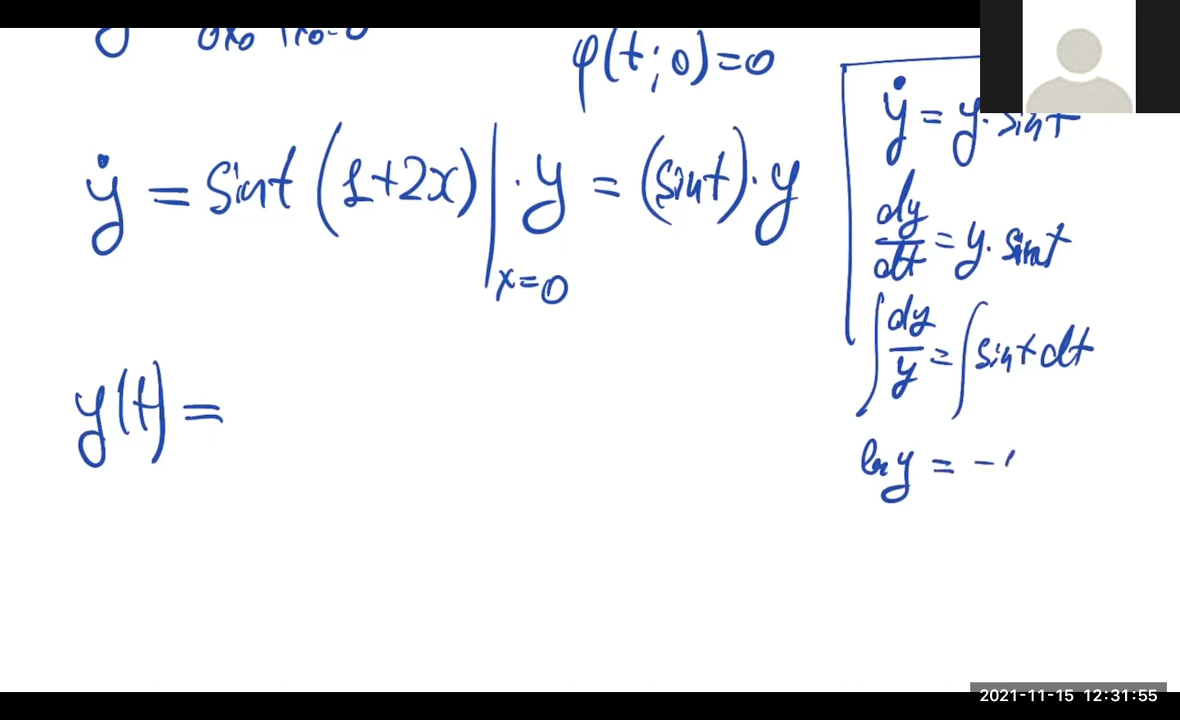 φ(t; 0) = 0
ẏ = sin t (1+2x)|ₓ₌₀ · y = (sin t) · y
y(t) =
ẏ = y · sin t
dy/dt = y · sin t
∫ dy/y = ∫ sin t dt
ln y = -
2021-11-15 12:31:55